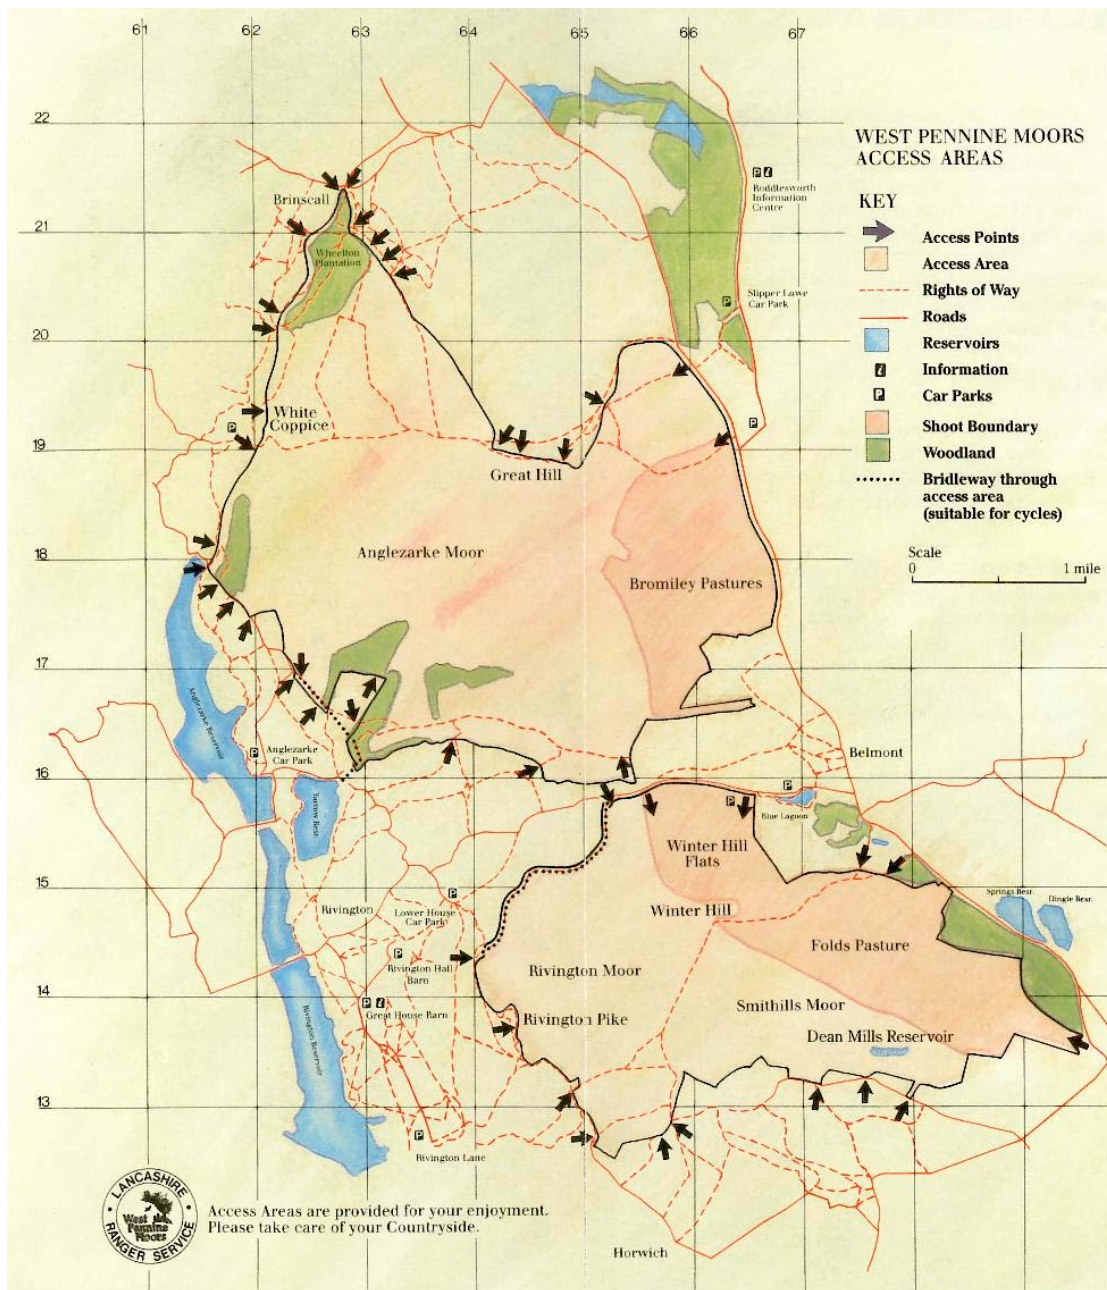 61
62
63
64
65
66
67
22
21
20
19
18
17
16
15
14
13
WEST PENNINE MOORS
ACCESS AREAS
KEY
Access Points
Access Area
Rights of Way
Roads
Reservoirs
i Information
P Car Parks
Shoot Boundary
Woodland
Bridleway through
access area
(suitable for cycles)
Scale
0 1 mile
Brinscall
Wheelton
Plantation
P i
Roddlesworth
Information
Centre
Slipper Lowe
Car Park
P
White
Coppice
P
P
Great Hill
Anglezarke Moor
Bromiley Pastures
Anglezarke Reservoir
P
Anglezarke
Car Park
Yarrow Resr.
Belmont
P
P
Blue Lagoon
Winter Hill
Flats
Winter Hill
Springs Resr.
Dingle Resr.
Rivington
P
Lower House
Car Park
P
Rivington Hall
Barn
P i
Great House Barn
Folds Pasture
Rivington Moor
Smithills Moor
Rivington Pike
Dean Mills Reservoir
Rivington Reservoir
P
Rivington Lane
Horwich
LANCASHIRE
West
Pennine
Moors
RANGER SERVICE
Access Areas are provided for your enjoyment.
Please take care of your Countryside.